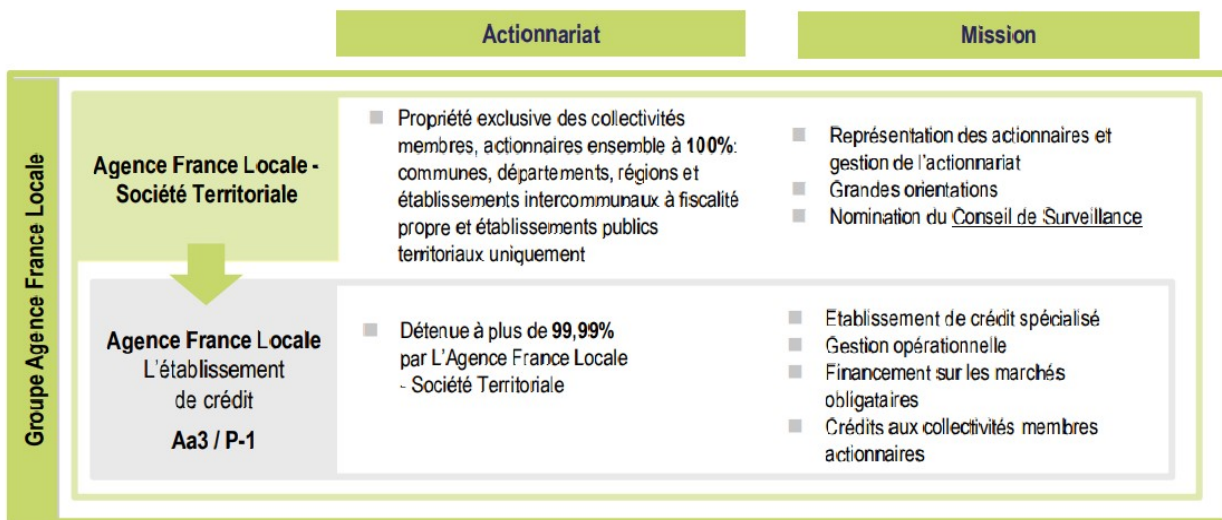 Actionnariat
Mission
Groupe Agence France Locale
Agence France Locale -
Société Territoriale
Propriété exclusive des collectivités
membres, actionnaires ensemble à 100%:
communes, départements, régions et
établissements intercommunaux à fiscalité
propre et établissements publics
territoriaux uniquement
Représentation des actionnaires et
gestion de l'actionnariat
Grandes orientations
Nomination du Conseil de Surveillance
Agence France Locale
L'établissement
de crédit
Aa3 / P-1
Détenue à plus de 99,99%
par L'Agence France Locale
- Société Territoriale
Etablissement de crédit spécialisé
Gestion opérationnelle
Financement sur les marchés
obligataires
Crédits aux collectivités membres
actionnaires